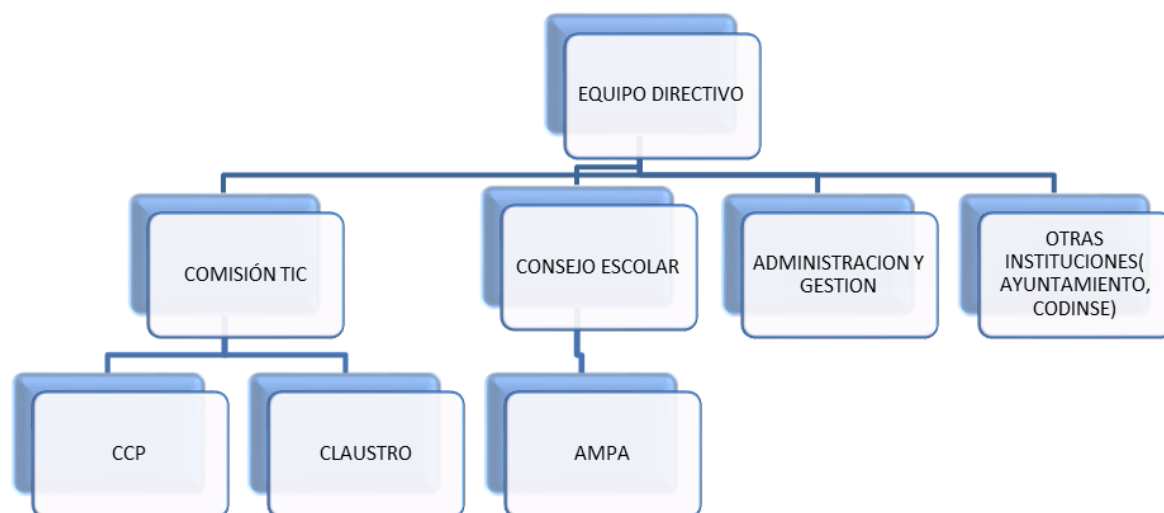 EQUIPO DIRECTIVO
COMISIÓN TIC
CONSEJO ESCOLAR
ADMINISTRACION Y
GESTION
OTRAS
INSTITUCIONES(
AYUNTAMIENTO,
CODINSE)
CCP
CLAUSTRO
AMPA